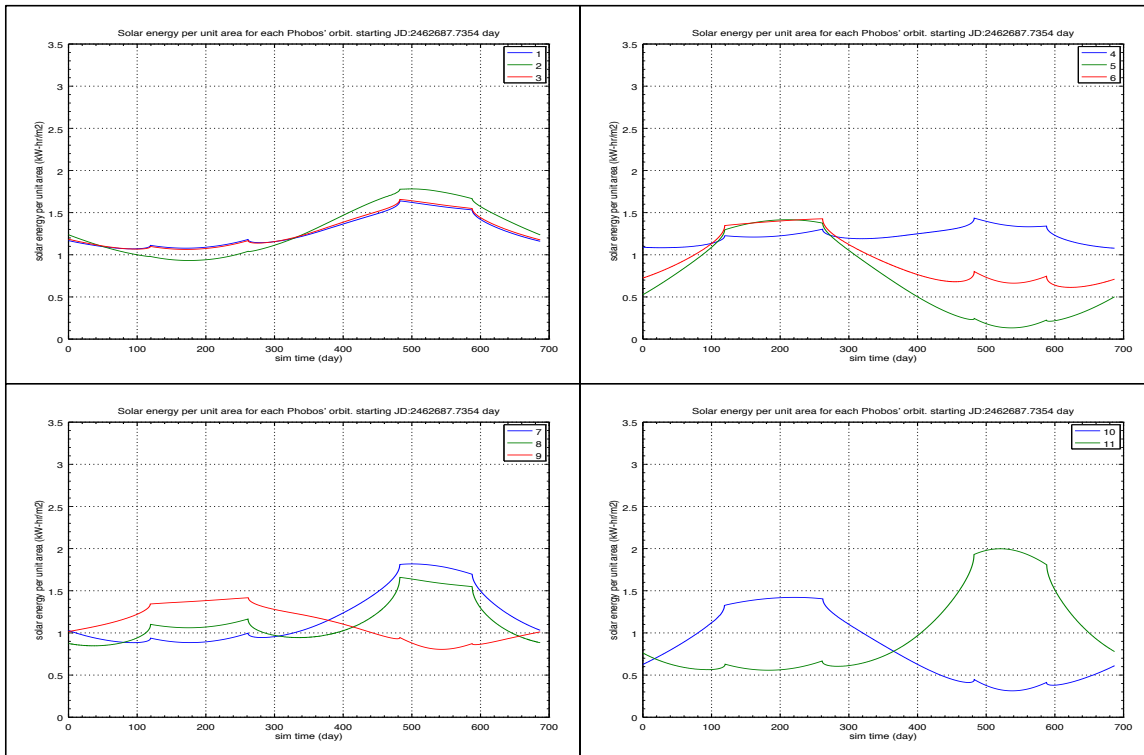 Solar energy per unit area for each Phobos' orbit. starting JD:2462687.7354 day
solar energy per unit area (kW-hr/m2)
3.5
3
2.5
2
1.5
1
0.5
0
0 100 200 300 400 500 600 700
sim time (day)
1
2
3
Solar energy per unit area for each Phobos' orbit. starting JD:2462687.7354 day
solar energy per unit area (kW-hr/m2)
3.5
3
2.5
2
1.5
1
0.5
0
0 100 200 300 400 500 600 700
sim time (day)
4
5
6
Solar energy per unit area for each Phobos' orbit. starting JD:2462687.7354 day
solar energy per unit area (kW-hr/m2)
3.5
3
2.5
2
1.5
1
0.5
0
0 100 200 300 400 500 600 700
sim time (day)
7
8
9
Solar energy per unit area for each Phobos' orbit. starting JD:2462687.7354 day
solar energy per unit area (kW-hr/m2)
3.5
3
2.5
2
1.5
1
0.5
0
0 100 200 300 400 500 600 700
sim time (day)
10
11